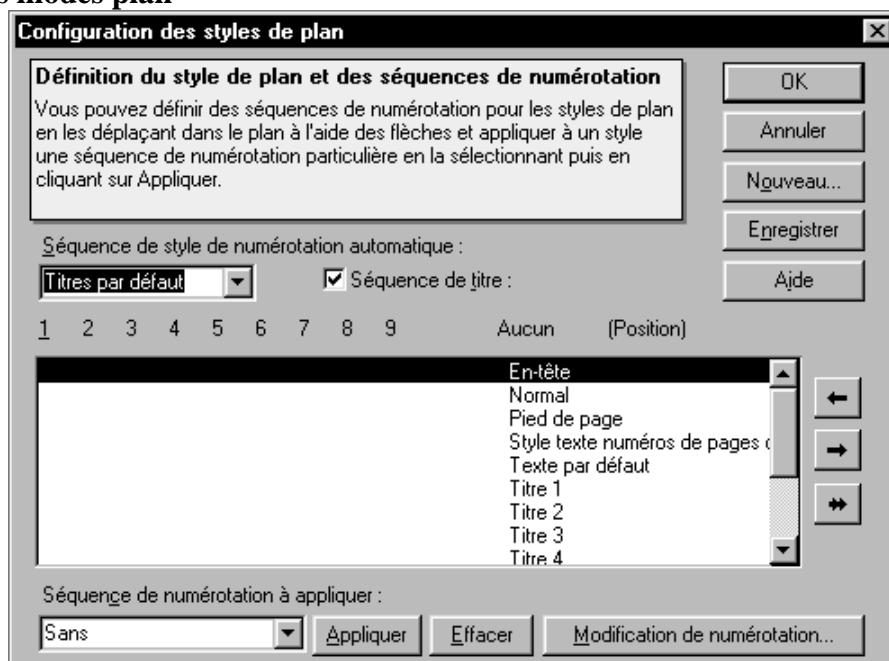 s modes plan
Configuration des styles de plan
Définition du style de plan et des séquences de numérotation
Vous pouvez définir des séquences de numérotation pour les styles de plan
en les déplaçant dans le plan à l'aide des flèches et appliquer à un style
une séquence de numérotation particulière en la sélectionnant puis en
cliquant sur Appliquer.
OK
Annuler
Nouveau...
Enregistrer
Aide
Séquence de style de numérotation automatique :
Titres par défaut
Séquence de titre :
1 2 3 4 5 6 7 8 9 Aucun (Position)
En-tête
Normal
Pied de page
Style texte numéros de pages
Texte par défaut
Titre 1
Titre 2
Titre 3
Titre 4
Séquence de numérotation à appliquer :
Sans
Appliquer
Effacer
Modification de numérotation...